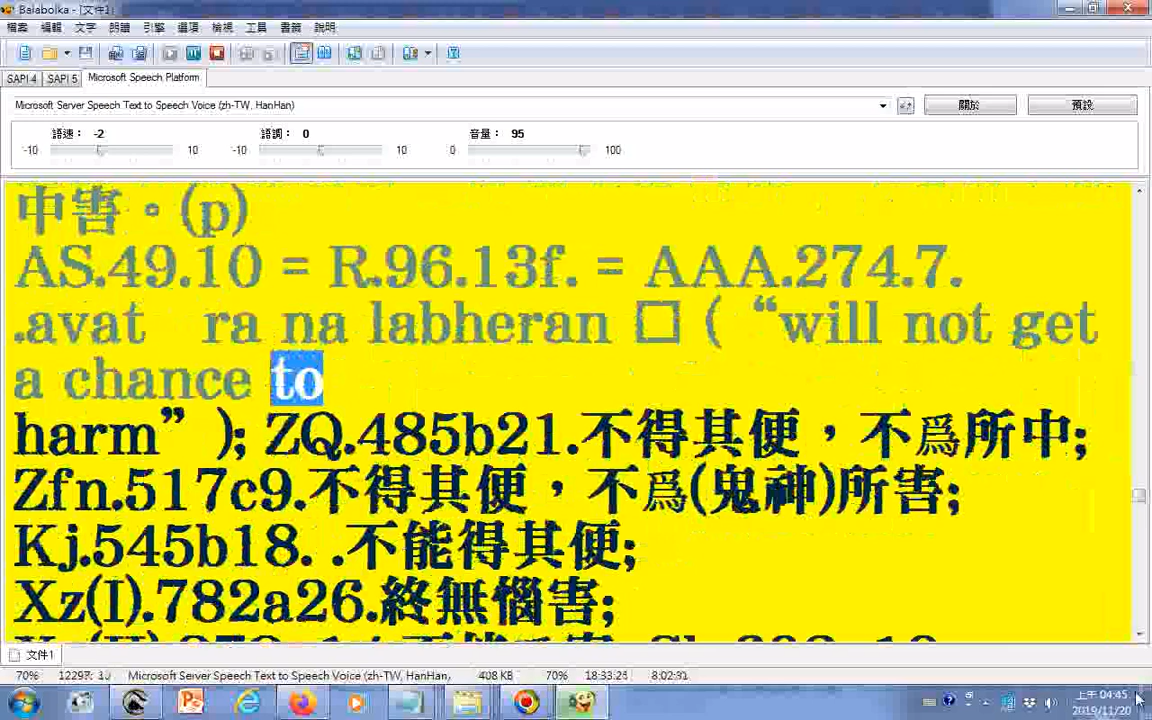 Balabolka - [文件1]
檔案 編輯 文字 朗讀 引擎 選項 檢視 工具 書籤 說明
SAPI 4 SAPI 5 Microsoft Speech Platform
Microsoft Server Speech Text to Speech Voice (zh-TW, HanHan) 關於 預設
語速： -2 語調： 0 音量： 95
-10 10 -10 10 0 100
中害。(p)
AS.49.10 = R.96.13f. = AAA.274.7.
.avat ra na labheran □ ( “will not get
a chance to
harm” ); ZQ.485b21.不得其便，不爲所中;
Zfn.517c9.不得其便，不爲(鬼神)所害;
Kj.545b18. .不能得其便;
Xz(I).782a26.終無惱害;
文件1
70% Microsoft Server Speech Text to Speech Voice (zh-TW, HanHan, 408 KB 70% 18:33:26 8:02:31
上午 04:45
2019/11/20